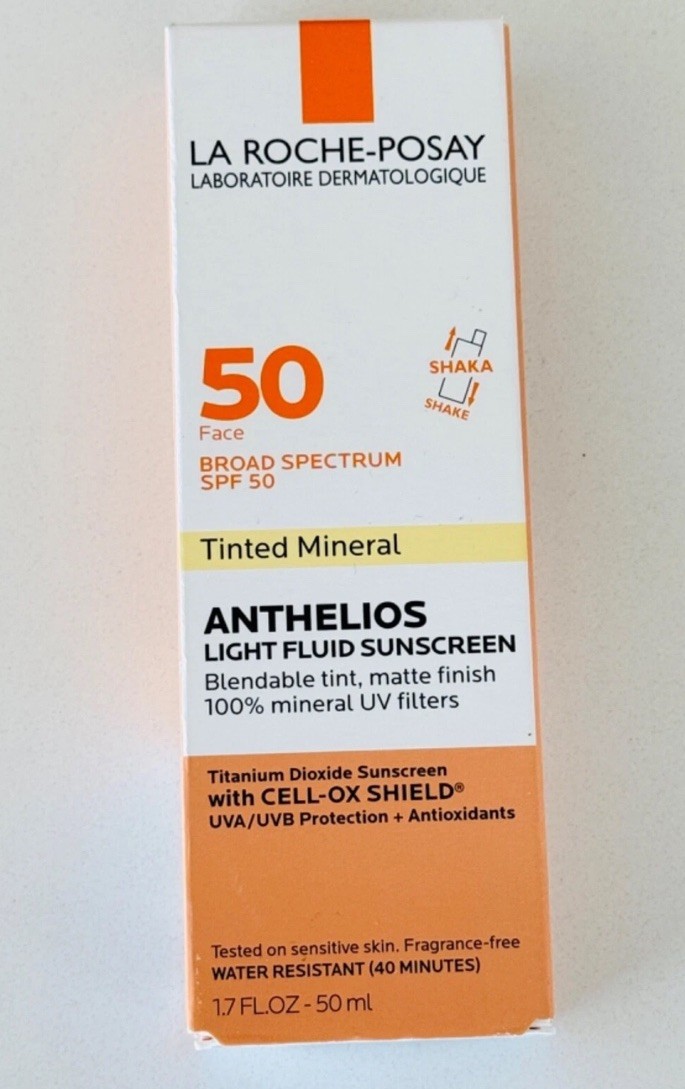 LA ROCHE-POSAY
LABORATOIRE DERMATOLOGIQUE
50
Face
BROAD SPECTRUM
SPF 50
SHAKA
SHAKE
Tinted Mineral
ANTHELIOS
LIGHT FLUID SUNSCREEN
Blendable tint, matte finish
100% mineral UV filters
Titanium Dioxide Sunscreen
with CELL-OX SHIELD®
UVA/UVB Protection + Antioxidants
Tested on sensitive skin. Fragrance-free
WATER RESISTANT (40 MINUTES)
1.7 FL.OZ - 50 ml